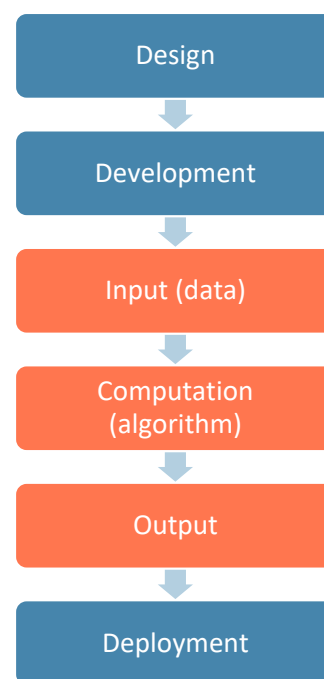 Design
Development
Input (data)
Computation
(algorithm)
Output
Deployment